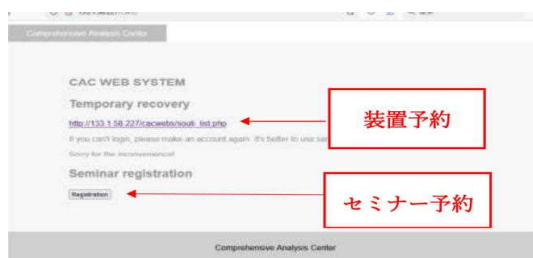 Comprehensive Analysis Center
CAC WEB SYSTEM
Temporary recovery
http://133.1.58.227/cacwebs/souti_list.php
装置予約
If you can't login, please make an account again. It's better to use
Sorry for the inconvenience!
Seminar registration
Registration
セミナー予約
Comprehensive Analysis Center